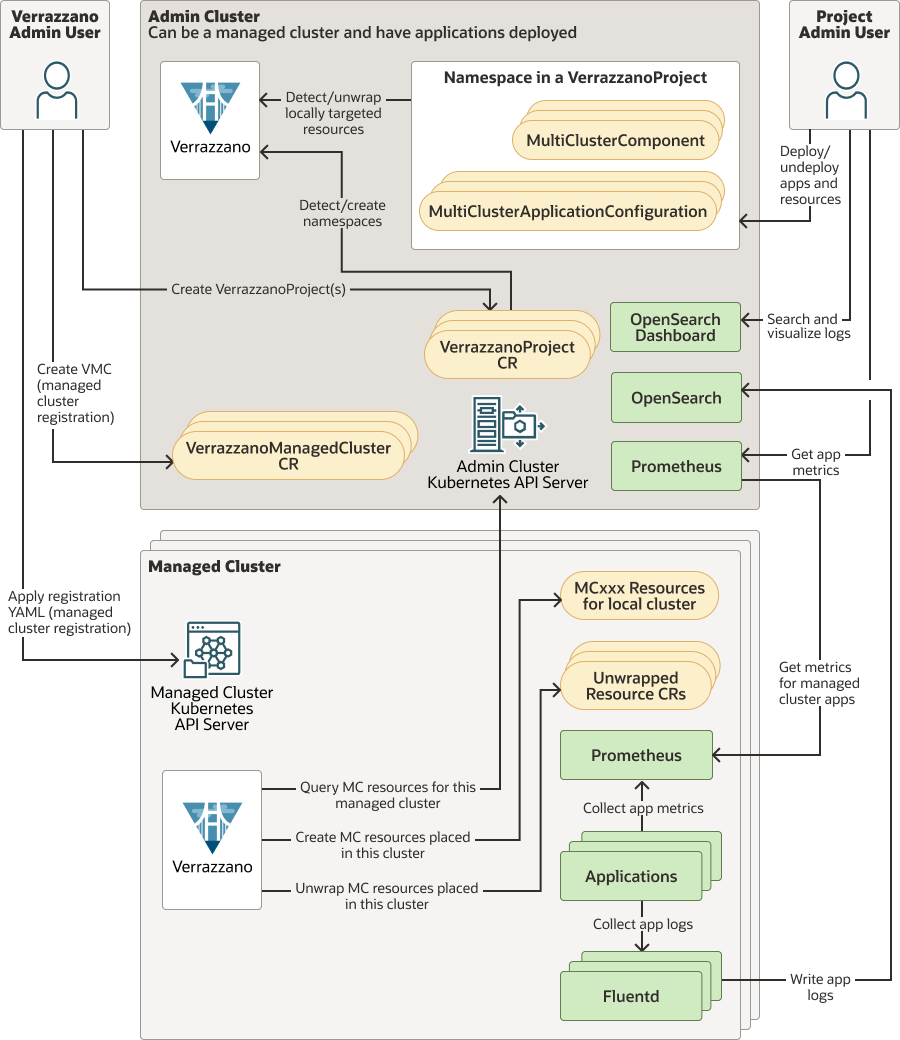 Verrazzano
Admin User
Admin Cluster
Can be a managed cluster and have applications deployed
Project
Admin User
Verrazzano
Detect/unwrap
locally targeted
resources
Namespace in a VerrazzanoProject
MultiClusterComponent
MultiClusterApplicationConfiguration
Deploy/
undeploy
apps and
resources
Detect/create
namespaces
Create VerrazzanoProject(s)
VerrazzanoProject
CR
OpenSearch
Dashboard
Search and
visualize logs
Create VMC
(managed
cluster
registration)
OpenSearch
VerrazzanoManagedCluster
CR
Admin Cluster
Kubernetes API Server
Prometheus
Get app
metrics
Managed Cluster
Apply registration
YAML (managed
cluster registration)
MCxxx Resources
for local cluster
Managed Cluster
Kubernetes
API Server
Unwrapped
Resource CRs
Get metrics
for managed
cluster apps
Prometheus
Verrazzano
Query MC resources for this
managed cluster
Create MC resources placed
in this cluster
Unwrap MC resources placed
in this cluster
Collect app metrics
Applications
Collect app logs
Fluentd
Write app
logs